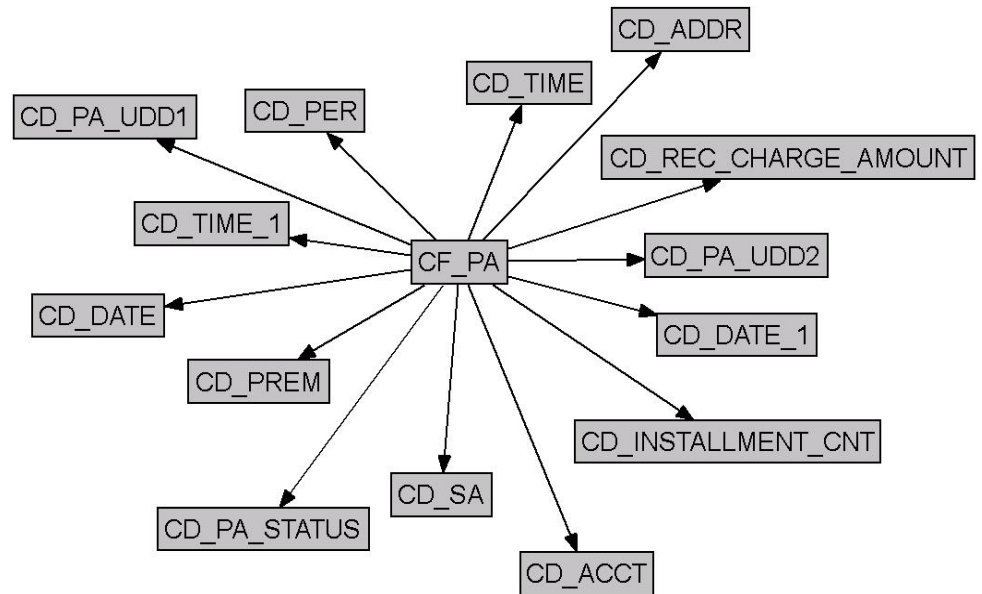 CD_ADDR
CD_TIME
CD_PER
CD_PA_UDD1
CD_REC_CHARGE_AMOUNT
CD_TIME_1
CF_PA
CD_PA_UDD2
CD_DATE
CD_DATE_1
CD_PREM
CD_INSTALLMENT_CNT
CD_SA
CD_PA_STATUS
CD_ACCT